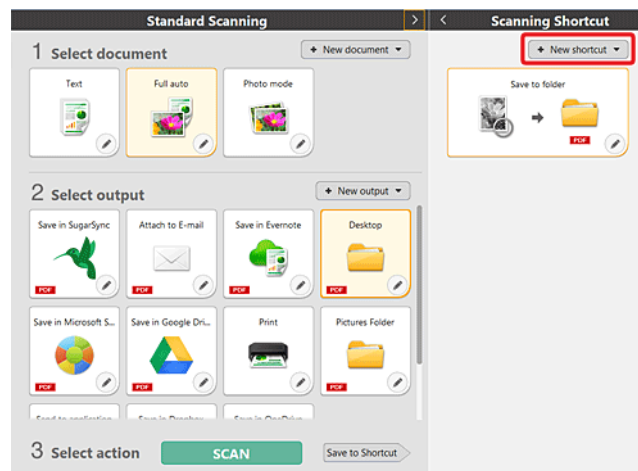 Standard Scanning
>
<
Scanning Shortcut
1 Select document
+ New document
+ New shortcut
Text
Full auto
Photo mode
Save to folder
PDF
2 Select output
+ New output
Save in SugarSync
Attach to E-mail
Save in Evernote
Desktop
PDF
PDF
PDF
Save in Microsoft S...
Save in Google Dri...
Print
Pictures Folder
PDF
PDF
PDF
3 Select action
SCAN
Save to Shortcut